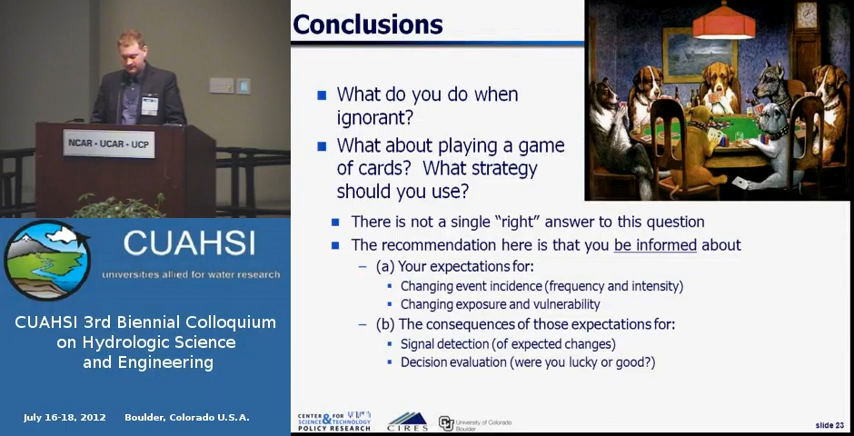 NCAR • UCAR • UCP
CUAHSI
universities allied for water research
CUAHSI 3rd Biennial Colloquium
on Hydrologic Science
and Engineering
July 16-18, 2012 Boulder, Colorado U.S.A.
Conclusions
What do you do when
ignorant?
What about playing a game
of cards? What strategy
should you use?
There is not a single “right” answer to this question
The recommendation here is that you be informed about
– (a) Your expectations for:
Changing event incidence (frequency and intensity)
Changing exposure and vulnerability
– (b) The consequences of those expectations for:
Signal detection (of expected changes)
Decision evaluation (were you lucky or good?)
CENTER FOR
SCIENCE & TECHNOLOGY
POLICY RESEARCH
CIRES
CU
University of Colorado
Boulder
slide 23